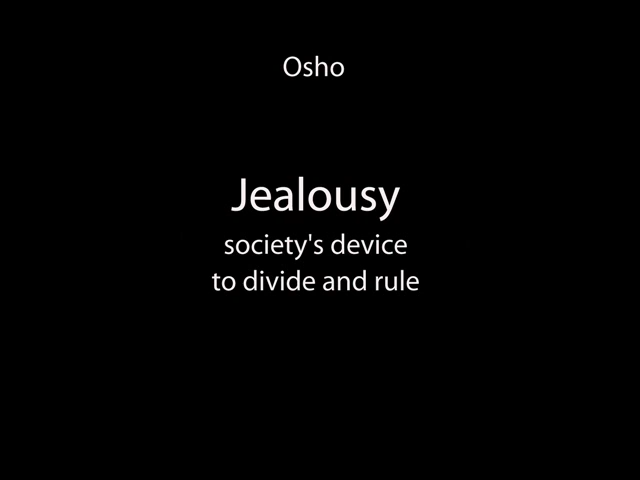 Osho
Jealousy
society's device
to divide and rule